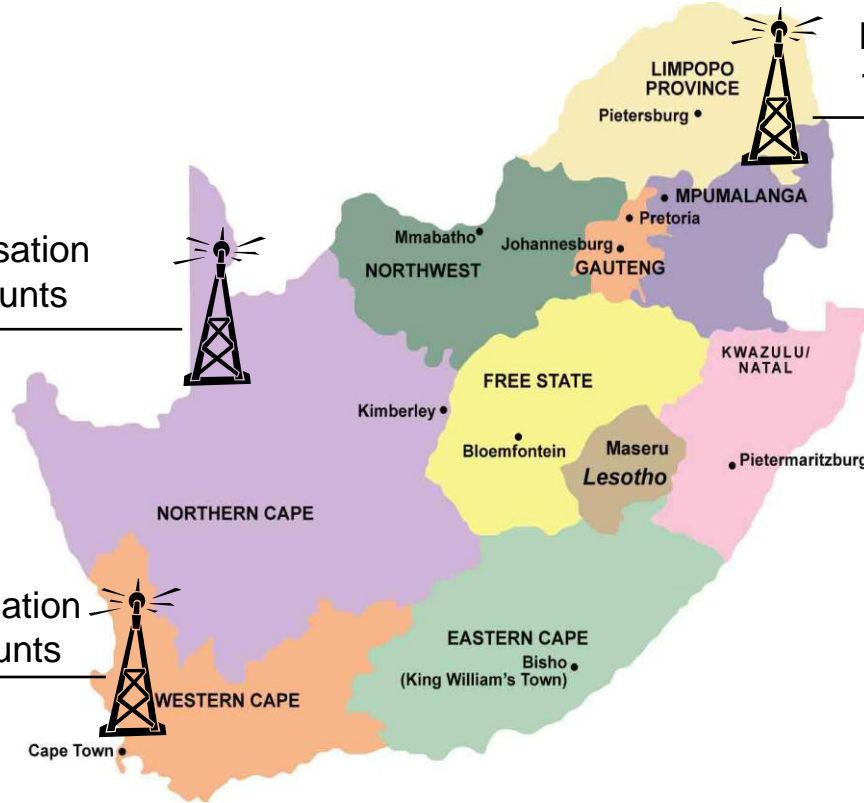 LIMPOPO
PROVINCE
Pietersburg
MPUMALANGA
Pretoria
Mmabatho
Johannesburg
NORTHWEST
GAUTENG
sation
unts
KWAZULU/
NATAL
FREE STATE
Kimberley
Bloemfontein
Maseru
Lesotho
Pietermaritzburg
NORTHERN CAPE
ation
unts
EASTERN CAPE
Bisho
(King William's Town)
WESTERN CAPE
Cape Town